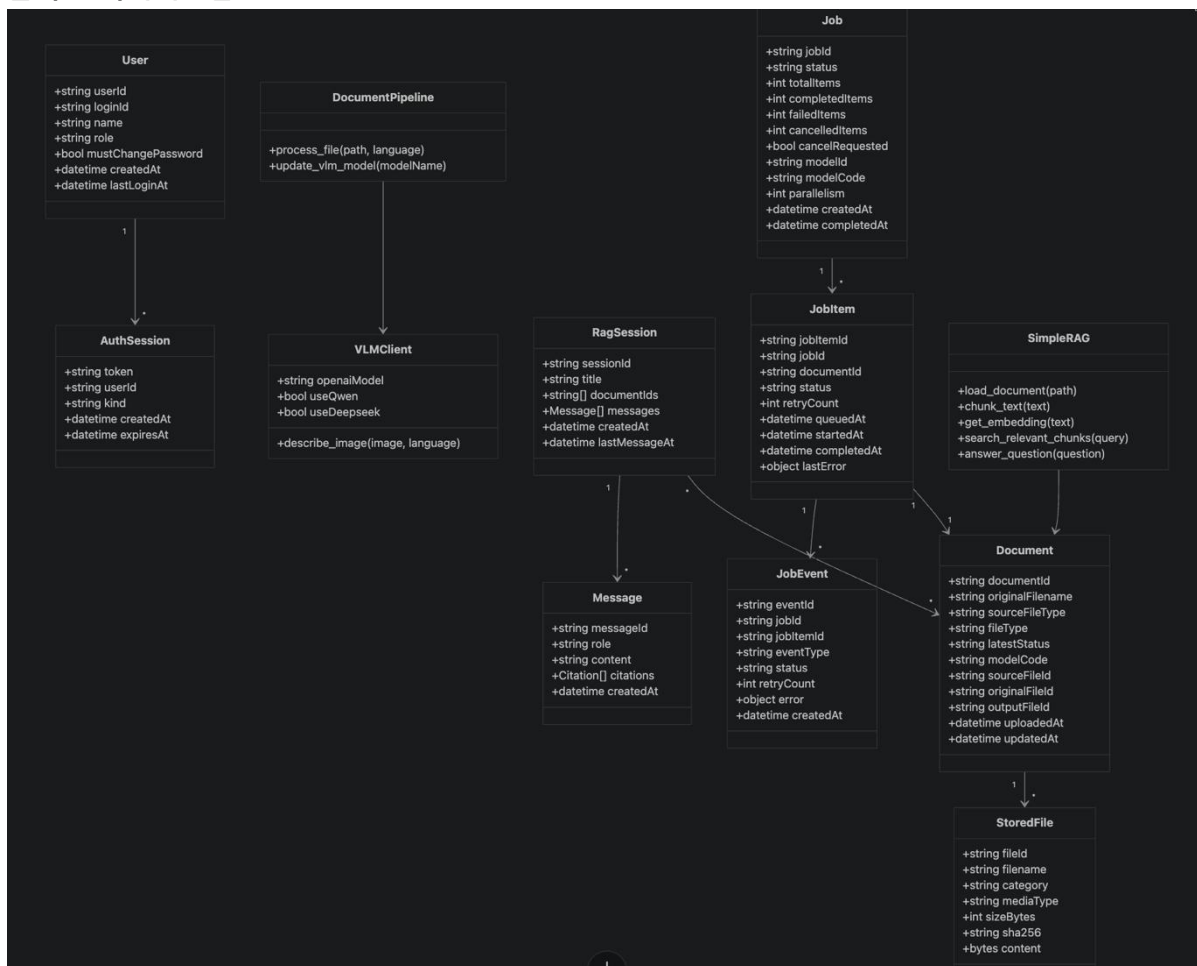 User
+string userId
+string loginId
+string name
+string role
+bool mustChangePassword
+datetime createdAt
+datetime lastLoginAt
1
*
AuthSession
+string token
+string userId
+string kind
+datetime createdAt
+datetime expiresAt
DocumentPipeline
+process_file(path, language)
+update_vlm_model(modelName)
VLMClient
+string openaiModel
+bool useQwen
+bool useDeepseek
+describe_image(image, language)
RagSession
+string sessionId
+string title
+string[] documentIds
+Message[] messages
+datetime createdAt
+datetime lastMessageAt
1
*
*
*
Message
+string messageId
+string role
+string content
+Citation[] citations
+datetime createdAt
Job
+string jobId
+string status
+int totalItems
+int completedItems
+int failedItems
+int cancelledItems
+bool cancelRequested
+string modelId
+string modelCode
+int parallelism
+datetime createdAt
+datetime completedAt
1
*
JobItem
+string jobItemId
+string jobId
+string documentId
+string status
+int retryCount
+datetime queuedAt
+datetime startedAt
+datetime completedAt
+object lastError
1
*
1
1
JobEvent
+string eventId
+string jobId
+string jobItemId
+string eventType
+string status
+int retryCount
+object error
+datetime createdAt
SimpleRAG
+load_document(path)
+chunk_text(text)
+get_embedding(text)
+search_relevant_chunks(query)
+answer_question(question)
Document
+string documentId
+string originalFilename
+string sourceFileType
+string fileType
+string latestStatus
+string modelCode
+string sourceFileId
+string originalFileId
+string outputFileId
+datetime uploadedAt
+datetime updatedAt
1
*
StoredFile
+string fileId
+string filename
+string category
+string mediaType
+int sizeBytes
+string sha256
+bytes content